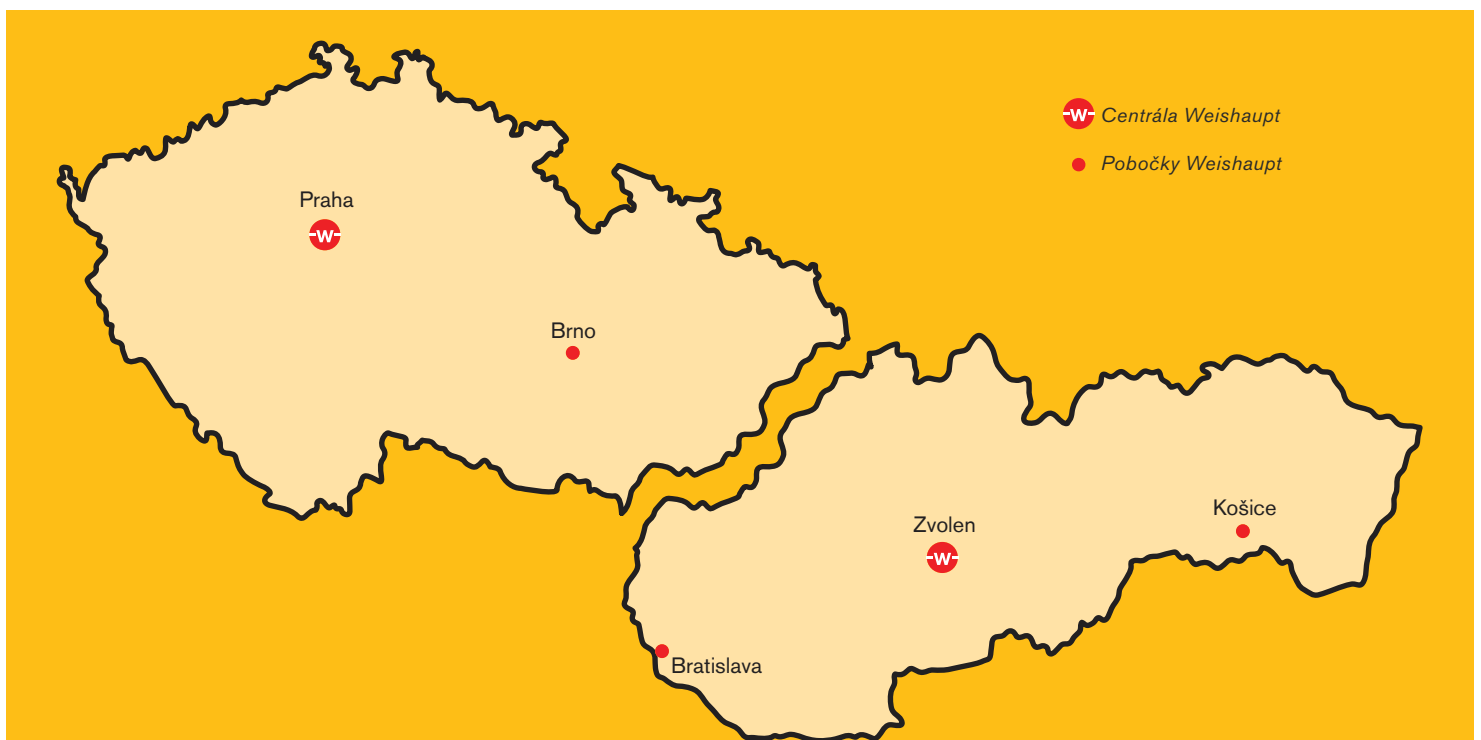 -W- Centrála Weishaupt
Pobočky Weishaupt
Praha
-W-
Brno
Zvolen
-W-
Košice
Bratislava